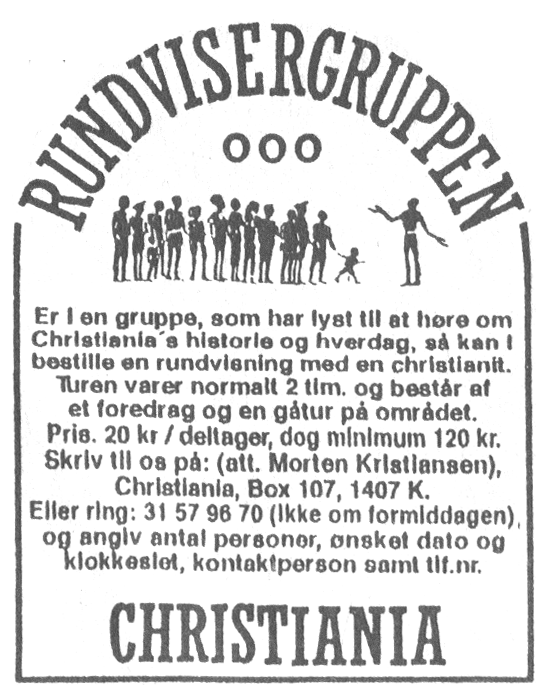 RUNDVISERGRUPPEN
OOO
Er I en gruppe, som har lyst til at høre om
Christiania´s historie og hverdag, så kan I
bestille en rundvisning med en christianit.
Turen varer normalt 2 tim. og består af
et foredrag og en gåtur på området.
Pris. 20 kr / deltager, dog minimum 120 kr.
Skriv til os på: (att. Morten Kristiansen),
Christiania, Box 107, 1407 K.
Eller ring: 31 57 96 70 (ikke om formiddagen),
og angiv antal personer, ønsket dato og
klokkeslet, kontaktperson samt tlf.nr.
CHRISTIANIA